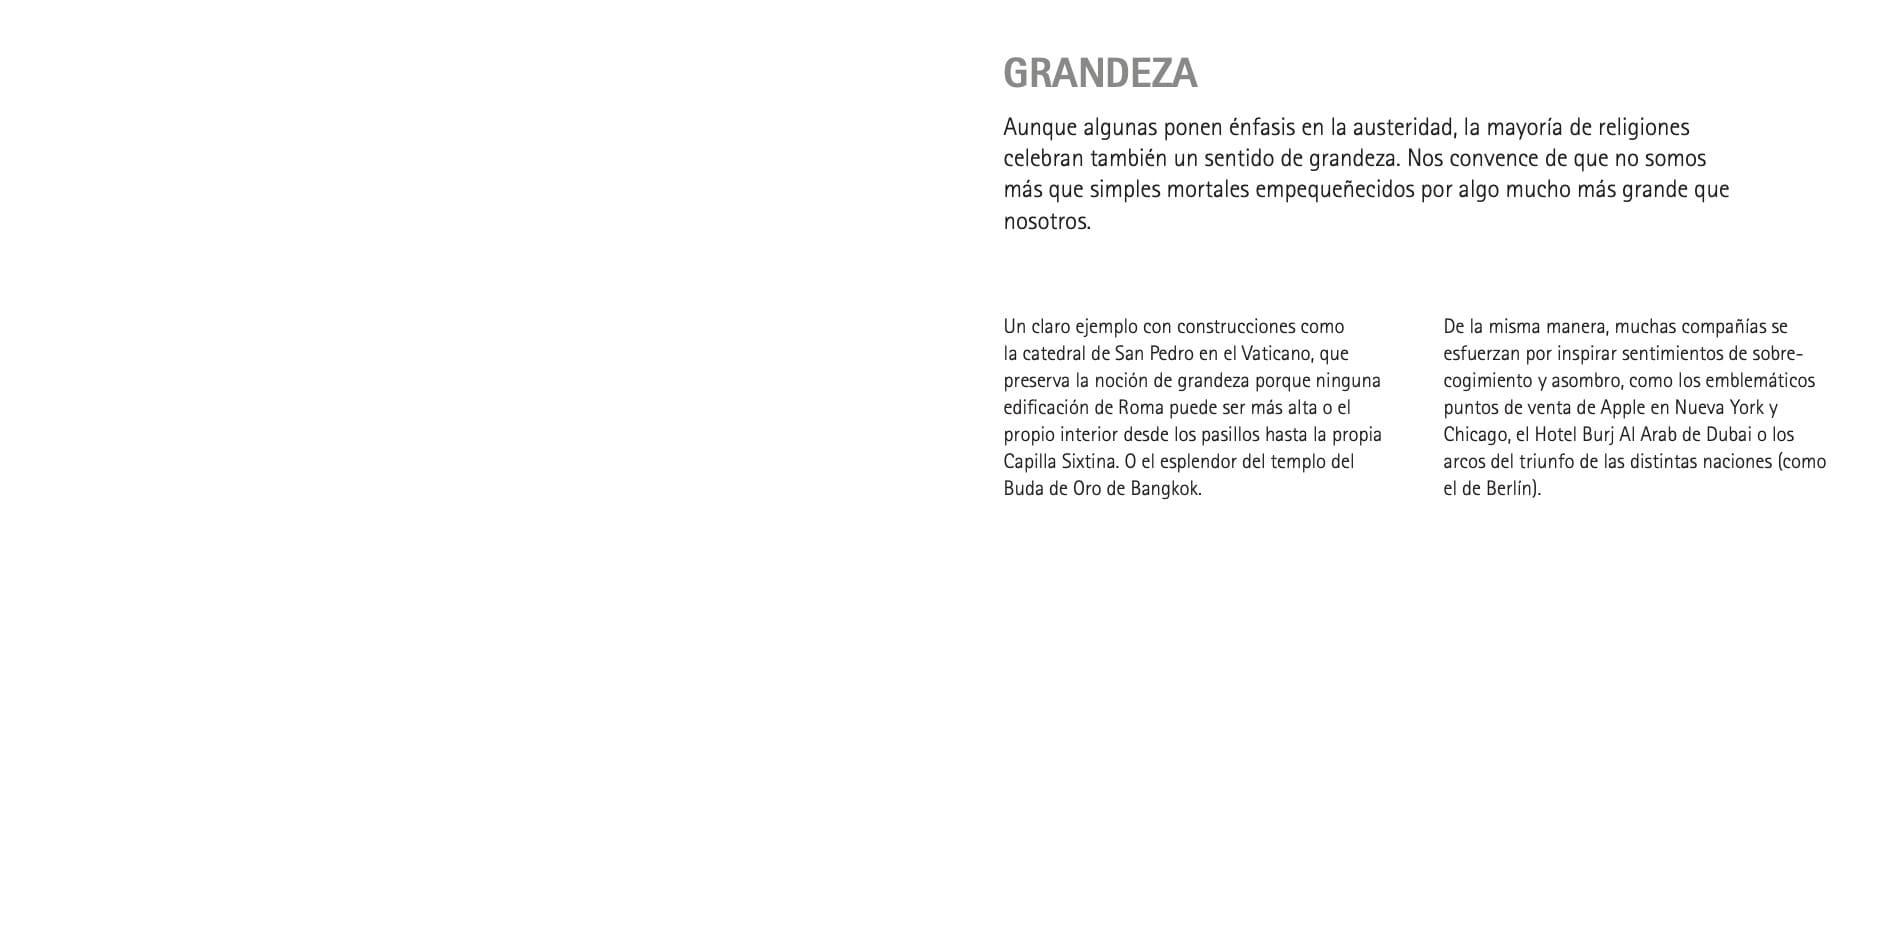 GRANDEZA
Aunque algunas ponen énfasis en la austeridad, la mayoría de religiones
celebran también un sentido de grandeza. Nos convence de que no somos
más que simples mortales empequeñecidos por algo mucho más grande que
nosotros.
Un claro ejemplo con construcciones como
la catedral de San Pedro en el Vaticano, que
preserva la noción de grandeza porque ninguna
edificación de Roma puede ser más alta o el
propio interior desde los pasillos hasta la propia
Capilla Sixtina. O el esplendor del templo del
Buda de Oro de Bangkok.
De la misma manera, muchas compañías se
esfuerzan por inspirar sentimientos de sobre-
cogimiento y asombro, como los emblemáticos
puntos de venta de Apple en Nueva York y
Chicago, el Hotel Burj Al Arab de Dubai o los
arcos del triunfo de las distintas naciones (como
el de Berlín).